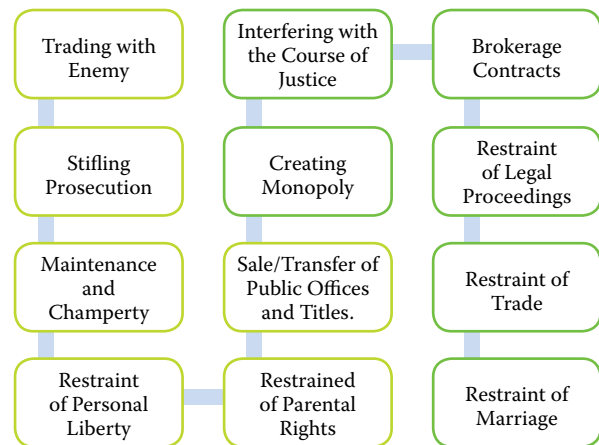 Trading with
Enemy
Stifling
Prosecution
Maintenance
and
Champerty
Restraint
of Personal
Liberty
Restrained
of Parental
Rights
Sale/Transfer of
Public Offices
and Titles.
Creating
Monopoly
Interfering with
the Course of
Justice
Brokerage
Contracts
Restraint
of Legal
Proceedings
Restraint of
Trade
Restraint of
Marriage